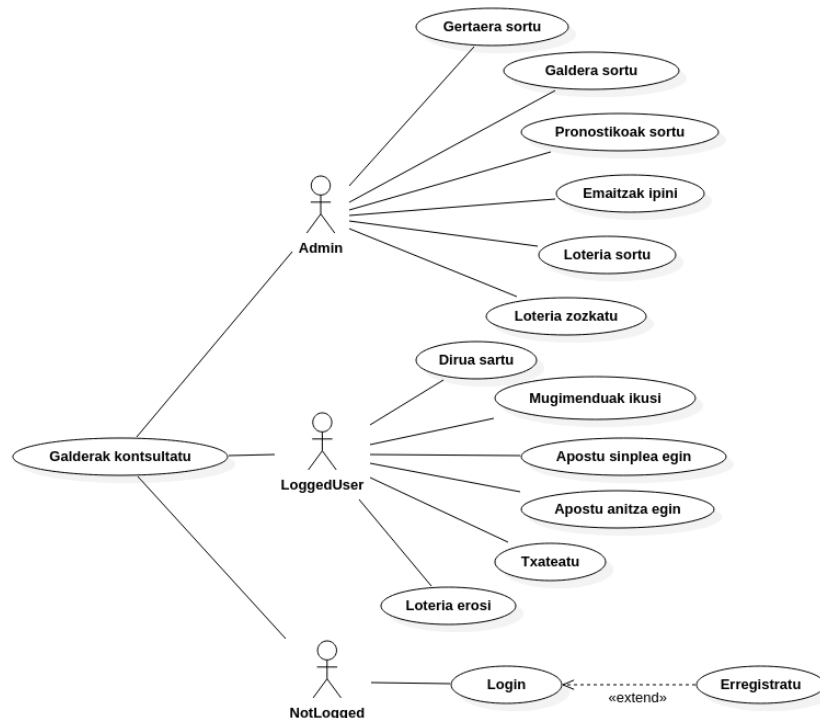 Gertaera sortu
Galdera sortu
Pronostikoak sortu
Emaitzak ipini
Admin
Loteria sortu
Loteria zozkatu
Dirua sartu
Mugimenduak ikusi
Galderak kontsultatu
Apostu sinplea egin
LoggedUser
Apostu anitza egin
Txateatu
Loteria erosi
Login
Erregistratu
«extend»
NotLogged